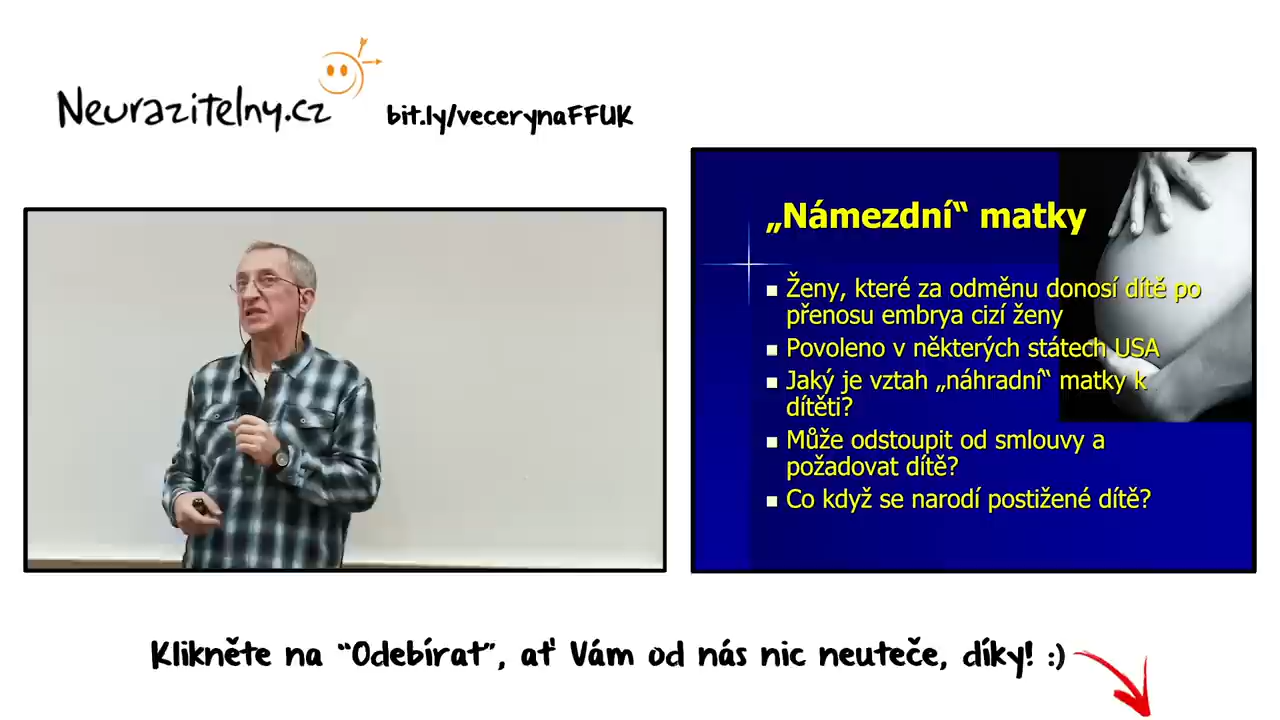 Neurazitelny.cz
bit.ly/vecerynaFFUK
„Námezdní“ matky
Ženy, které za odměnu donosí dítě po
přenosu embrya cizí ženy
Povoleno v některých státech USA
Jaký je vztah „náhradní“ matky k
dítěti?
Může odstoupit od smlouvy a
požadovat dítě?
Co když se narodí postižené dítě?
Klikněte na “Odebírat”, ať Vám od nás nic neuteče, díky! :)